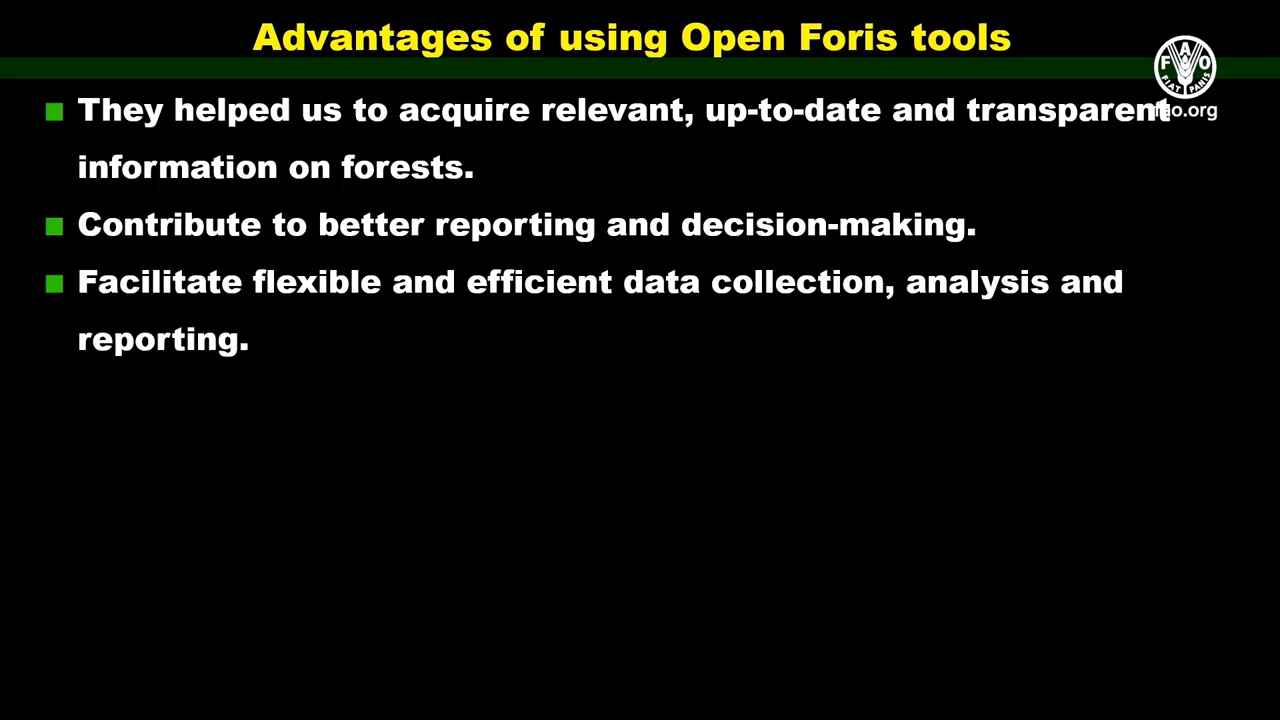 Advantages of using Open Foris tools
They helped us to acquire relevant, up-to-date and transparent
information on forests.
Contribute to better reporting and decision-making.
Facilitate flexible and efficient data collection, analysis and
reporting.
F A O
FIAT PANIS
fao.org